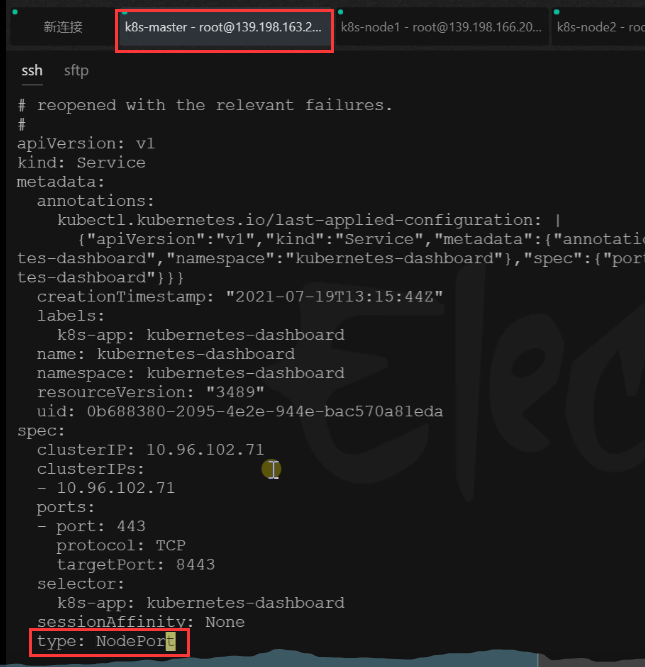 新连接 k8s-master - root@139.198.163.2... k8s-node1 - root@139.198.166.20... k8s-node2 - roo
ssh sftp
# reopened with the relevant failures.
#
apiVersion: v1
kind: Service
metadata:
  annotations:
    kubectl.kubernetes.io/last-applied-configuration: |
      {"apiVersion":"v1","kind":"Service","metadata":{"annotatio
tes-dashboard","namespace":"kubernetes-dashboard"},"spec":{"port
tes-dashboard"}}}
  creationTimestamp: "2021-07-19T13:15:44Z"
  labels:
    k8s-app: kubernetes-dashboard
  name: kubernetes-dashboard
  namespace: kubernetes-dashboard
  resourceVersion: "3489"
  uid: 0b688380-2095-4e2e-944e-bac570a81eda
spec:
  clusterIP: 10.96.102.71
  clusterIPs:
  - 10.96.102.71
  ports:
  - port: 443
    protocol: TCP
    targetPort: 8443
  selector:
    k8s-app: kubernetes-dashboard
  sessionAffinity: None
  type: NodePort
Elec